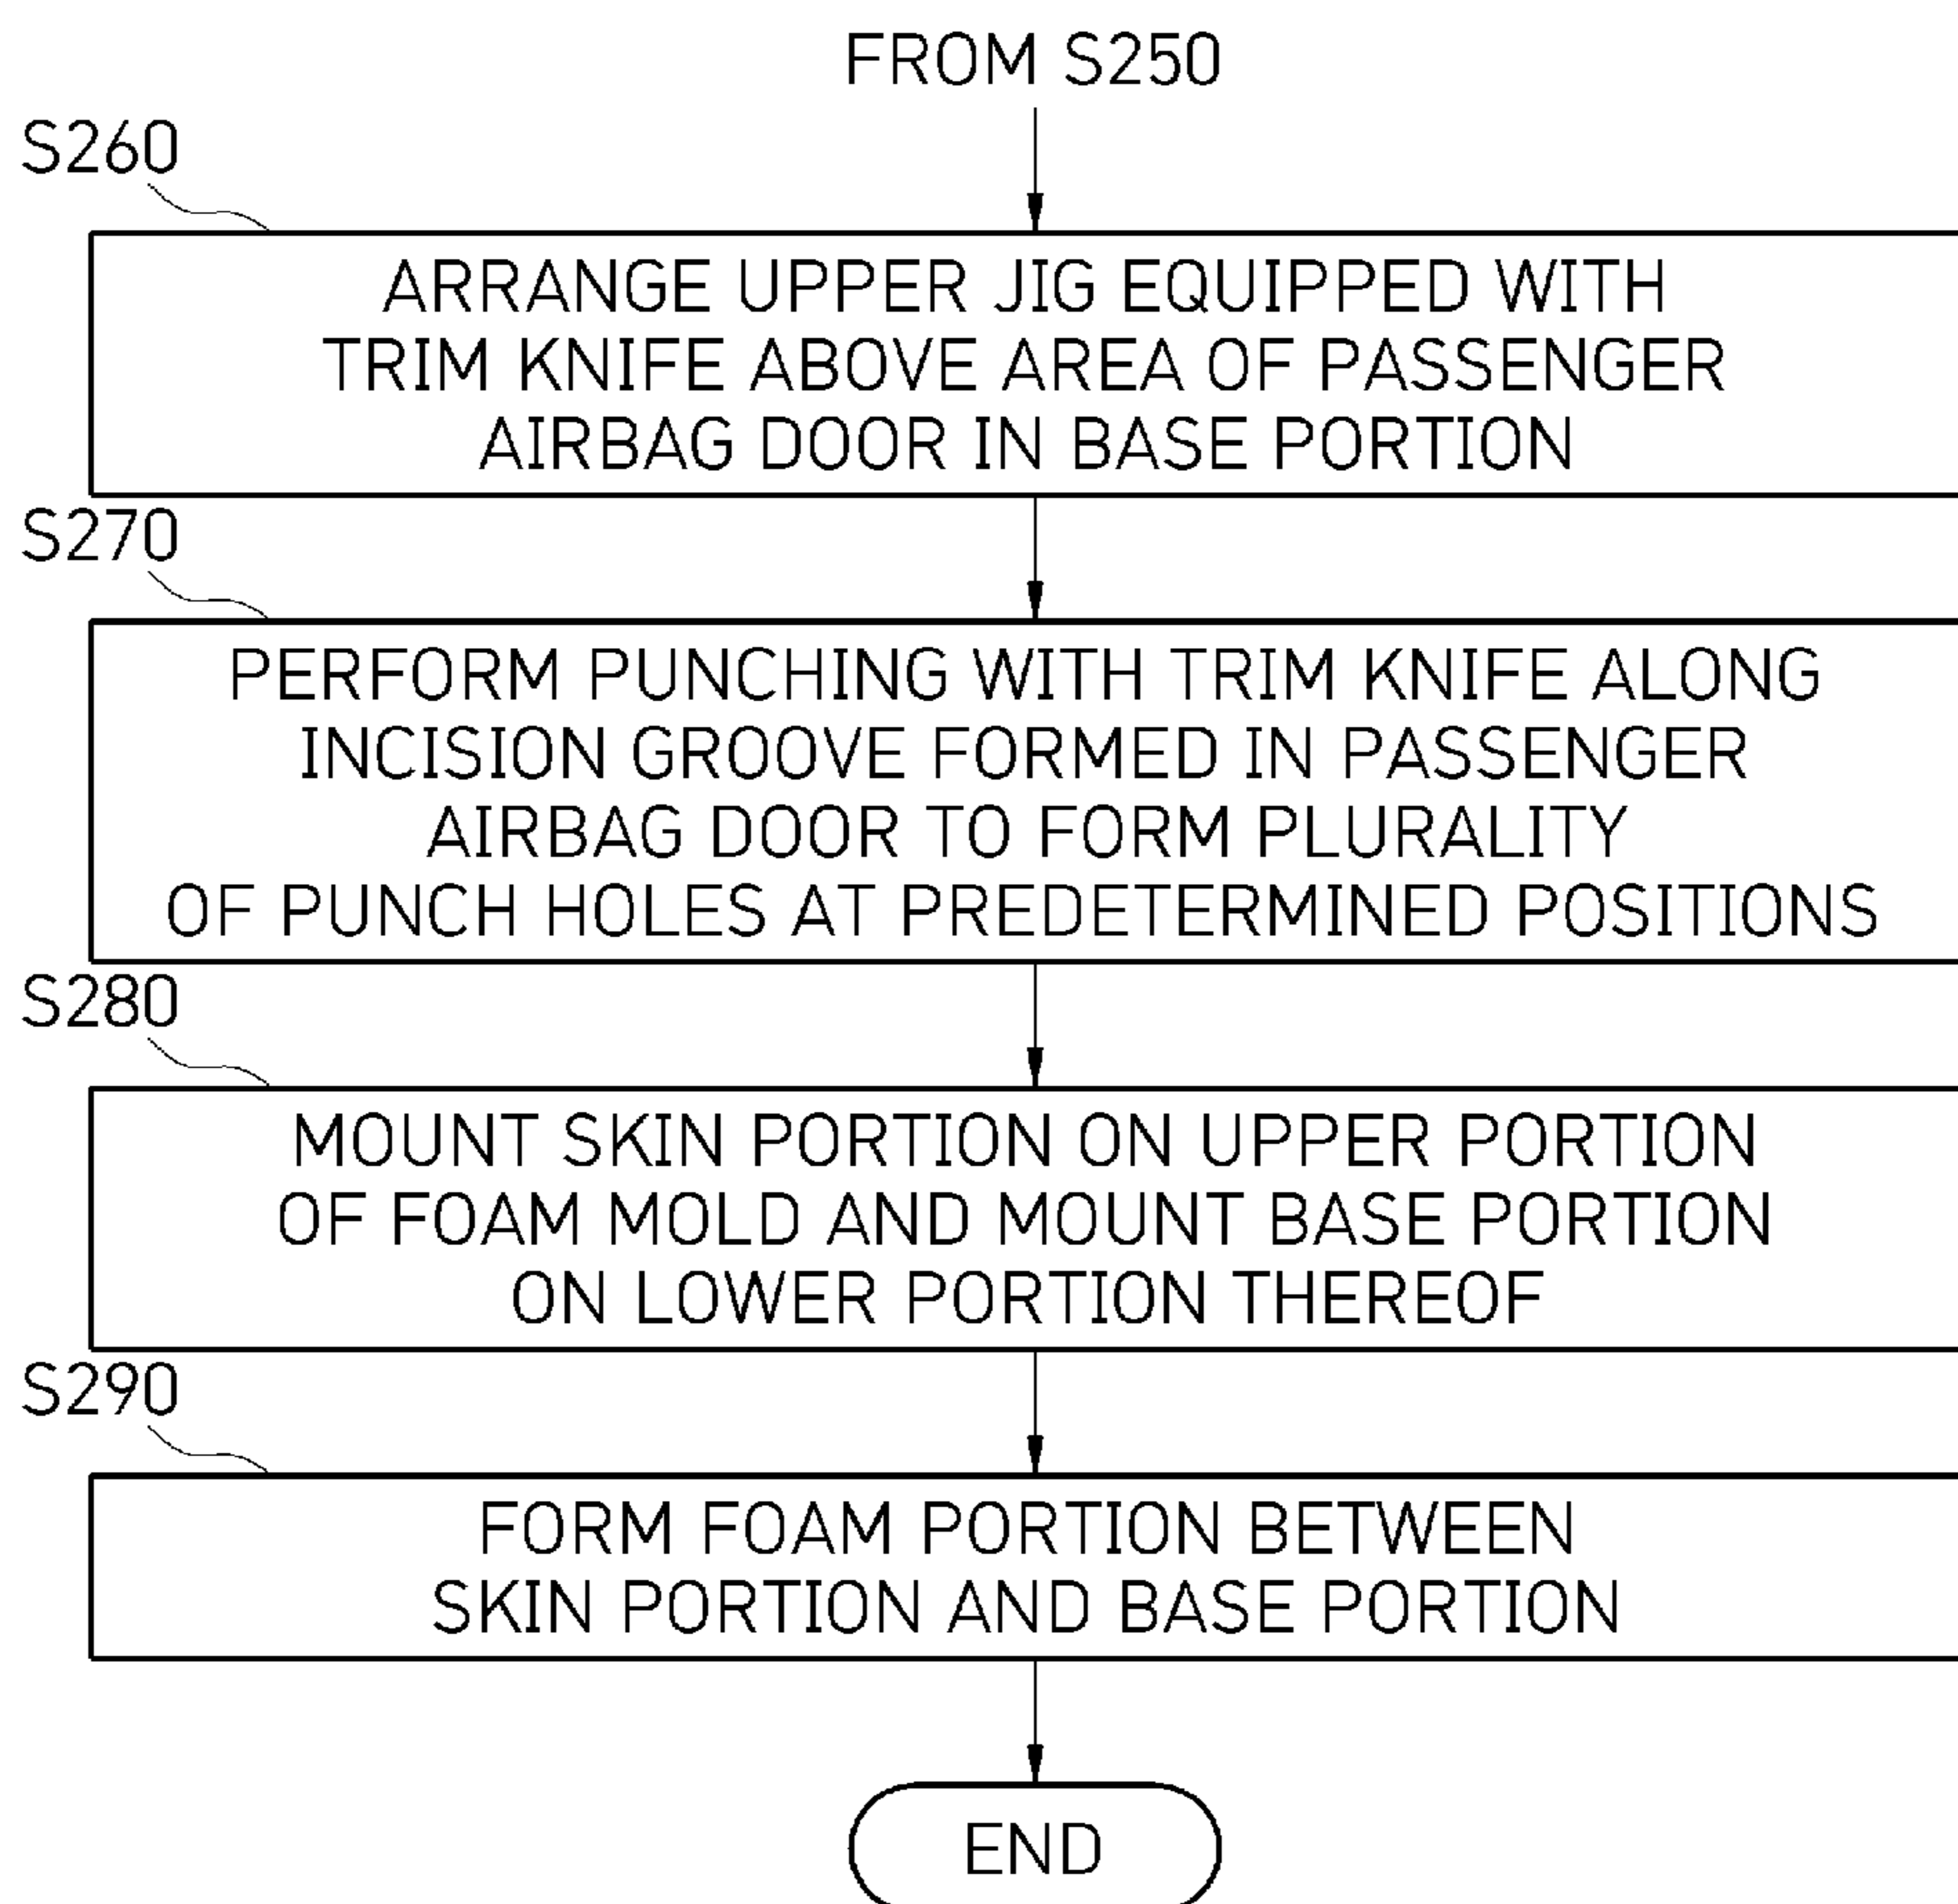 FROM S250
S260
ARRANGE UPPER JIG EQUIPPED WITH
TRIM KNIFE ABOVE AREA OF PASSENGER
AIRBAG DOOR IN BASE PORTION
S270
PERFORM PUNCHING WITH TRIM KNIFE ALONG
INCISION GROOVE FORMED IN PASSENGER
AIRBAG DOOR TO FORM PLURALITY
OF PUNCH HOLES AT PREDETERMINED POSITIONS
S280
MOUNT SKIN PORTION ON UPPER PORTION
OF FOAM MOLD AND MOUNT BASE PORTION
ON LOWER PORTION THEREOF
S290
FORM FOAM PORTION BETWEEN
SKIN PORTION AND BASE PORTION
END